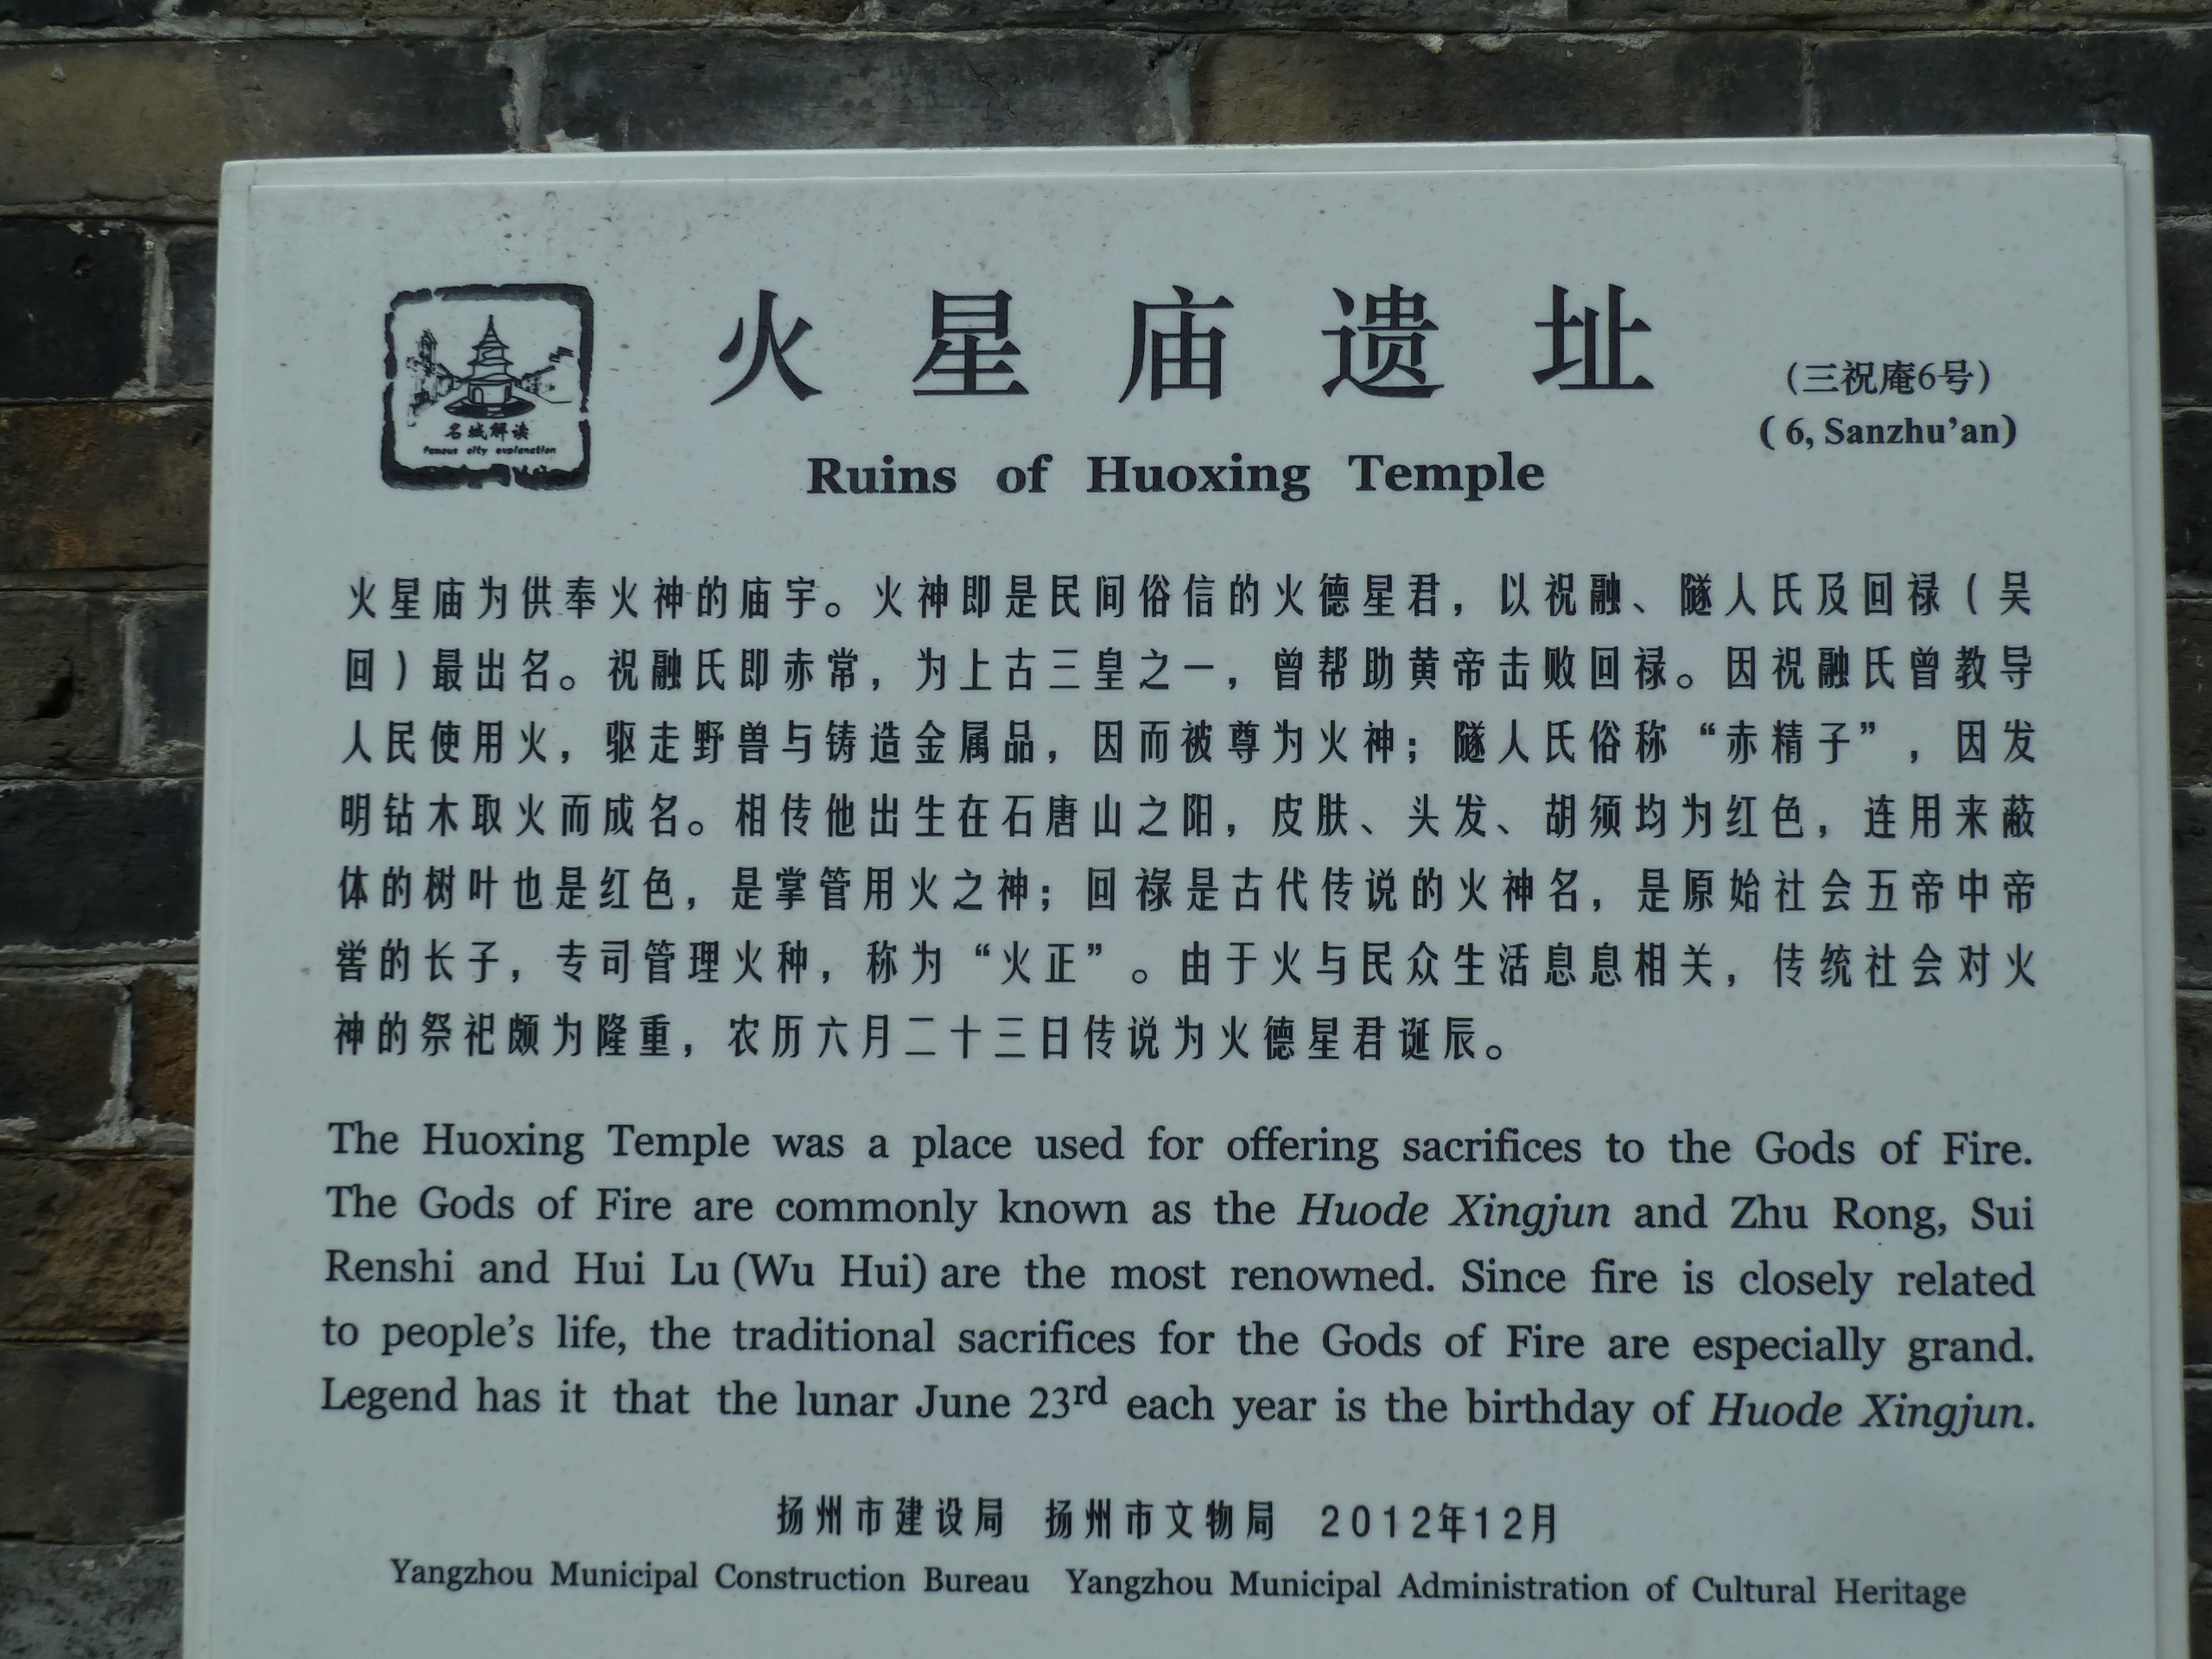 火星庙遗址
(三祝庵6号)
(6, Sanzhu'an)
名城解读
Famous city explanation
Ruins of Huoxing Temple
火星庙为供奉火神的庙宇。火神即是民间俗信的火德星君，以祝融、隧人氏及回禄（吴
回）最出名。祝融氏即赤常，为上古三皇之一，曾帮助黄帝击败回禄。因祝融氏曾教导
人民使用火，驱走野兽与铸造金属品，因而被尊为火神；隧人氏俗称“赤精子”，因发
明钻木取火而成名。相传他出生在石唐山之阳，皮肤、头发、胡须均为红色，连用来蔽
体的树叶也是红色，是掌管用火之神；回祿是古代传说的火神名，是原始社会五帝中帝
喾的长子，专司管理火种，称为“火正”。由于火与民众生活息息相关，传统社会对火
神的祭祀颇为隆重，农历六月二十三日传说为火德星君诞辰。
The Huoxing Temple was a place used for offering sacrifices to the Gods of Fire.
The Gods of Fire are commonly known as the Huode Xingjun and Zhu Rong, Sui
Renshi and Hui Lu (Wu Hui) are the most renowned. Since fire is closely related
to people's life, the traditional sacrifices for the Gods of Fire are especially grand.
Legend has it that the lunar June 23rd each year is the birthday of Huode Xingjun.
扬州市建设局 扬州市文物局 2012年12月
Yangzhou Municipal Construction Bureau Yangzhou Municipal Administration of Cultural Heritage